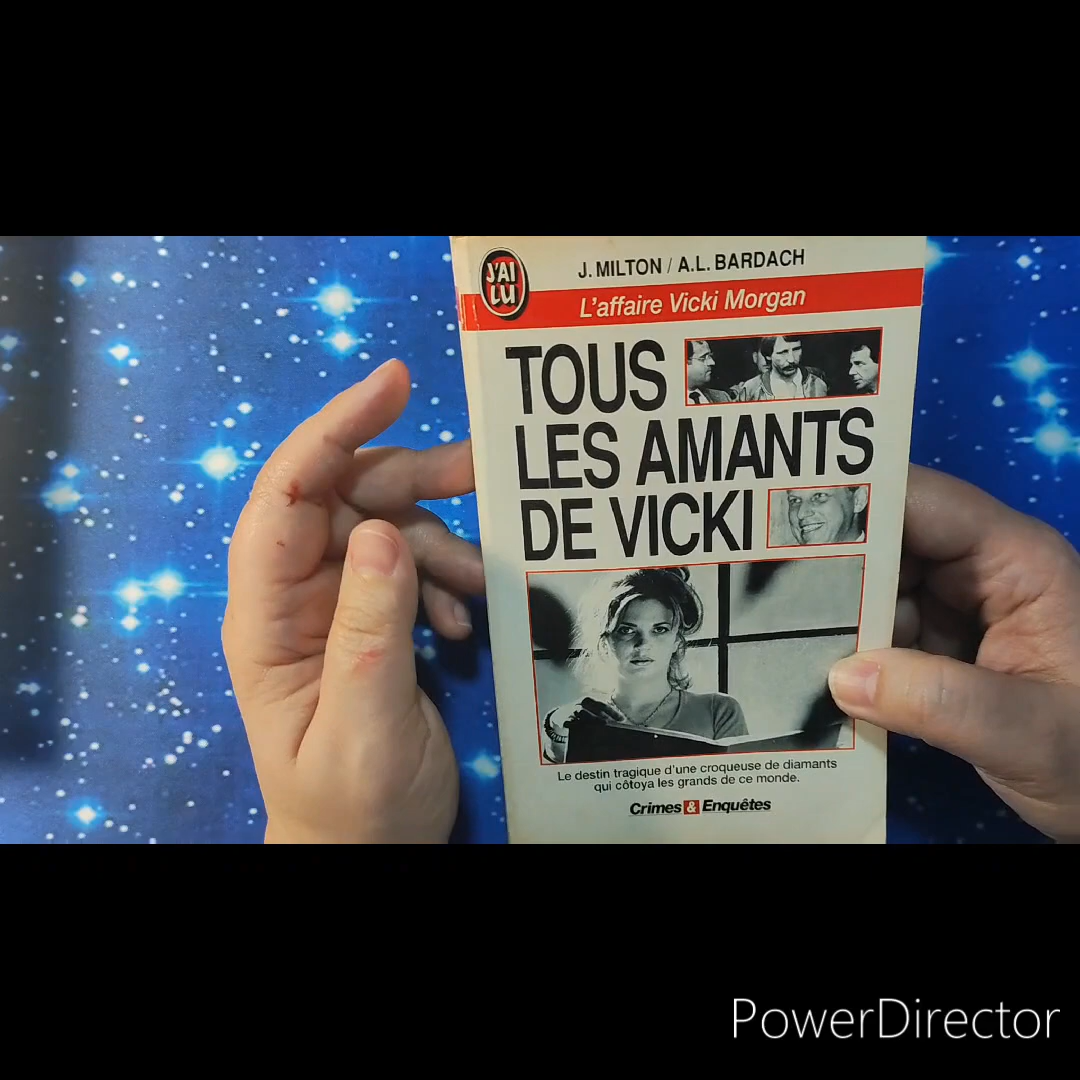 J'AI
LU
J. MILTON / A.L. BARDACH
L'affaire Vicki Morgan
TOUS
LES AMANTS
DE VICKI
Le destin tragique d'une croqueuse de diamants
qui côtoya les grands de ce monde.
Crimes & Enquêtes
PowerDirector